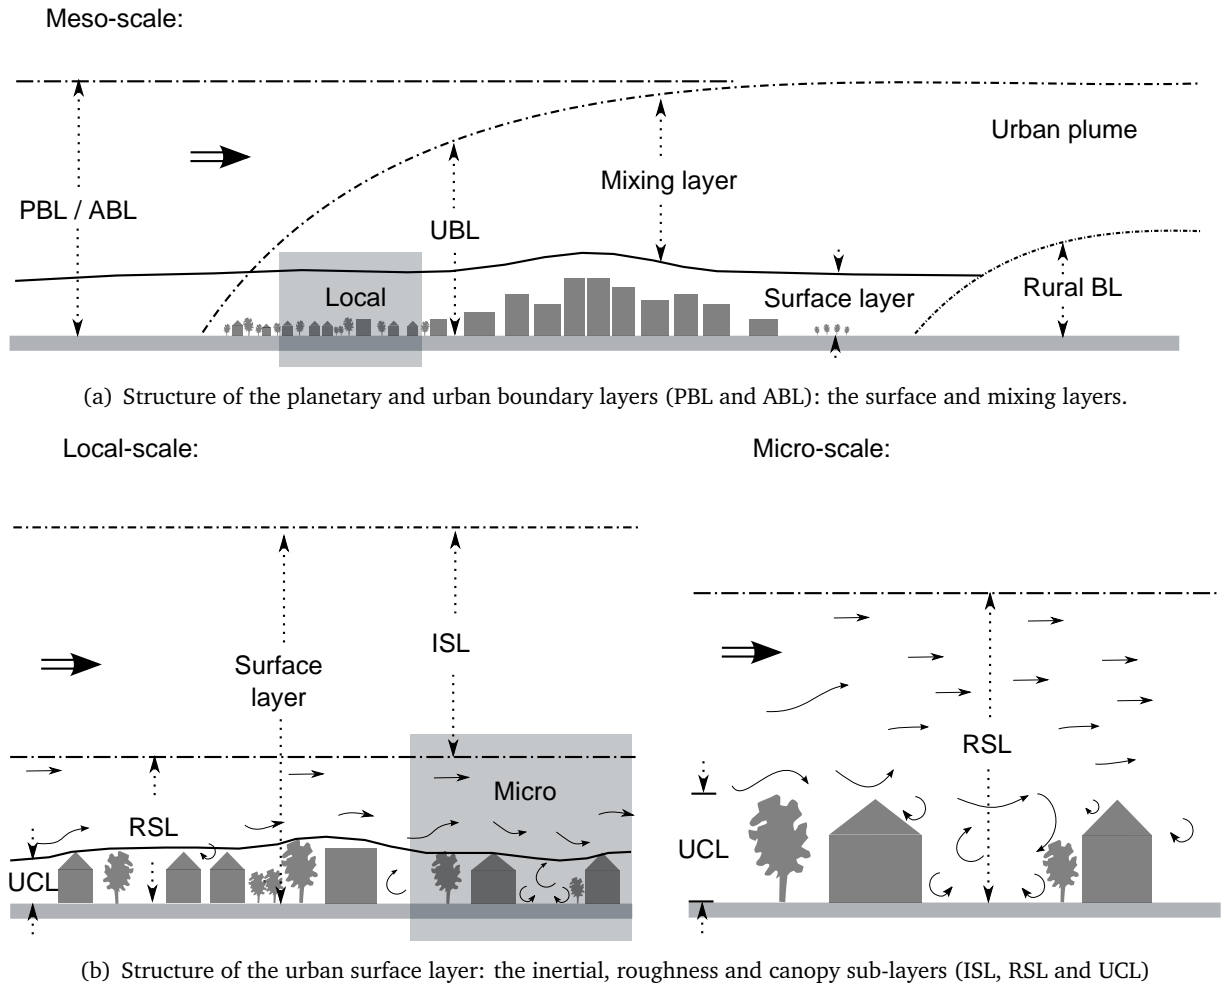 Meso-scale:
Urban plume
Mixing layer
PBL / ABL
UBL
Local
Surface layer
Rural BL
(a) Structure of the planetary and urban boundary layers (PBL and ABL): the surface and mixing layers.
Local-scale:
Micro-scale:
ISL
Surface
layer
RSL
Micro
RSL
UCL
UCL
(b) Structure of the urban surface layer: the inertial, roughness and canopy sub-layers (ISL, RSL and UCL)